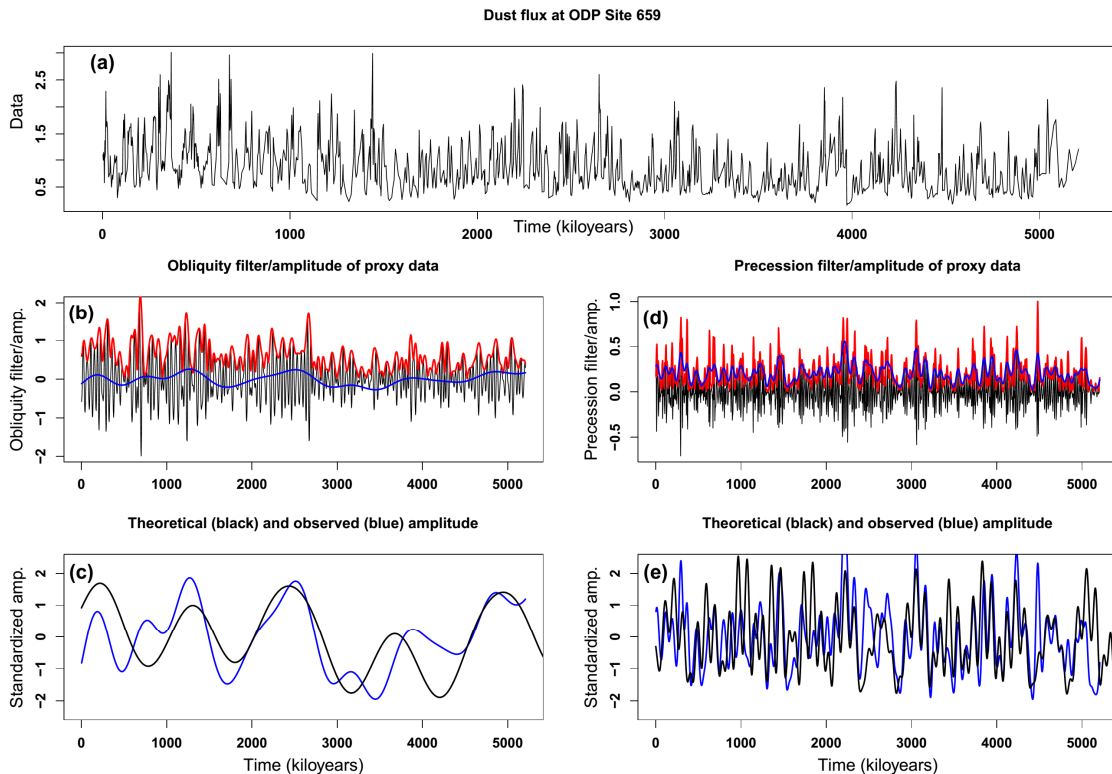 Dust flux at ODP Site 659
(a)
Data
2.5
1.5
0.5
0 1000 2000 3000 4000 5000
Time (kiloyears)
Obliquity filter/amplitude of proxy data
(b)
Obliquity filter/amp.
2
1
0
-1
-2
0 1000 2000 3000 4000 5000
Precession filter/amplitude of proxy data
(d)
Precession filter/amp.
1.0
0.5
0.0
-0.5
0 1000 2000 3000 4000 5000
Theoretical (black) and observed (blue) amplitude
(c)
Standardized amp.
2
1
0
-1
-2
0 1000 2000 3000 4000 5000
Time (kiloyears)
Theoretical (black) and observed (blue) amplitude
(e)
Standardized amp.
2
1
0
-1
-2
0 1000 2000 3000 4000 5000
Time (kiloyears)